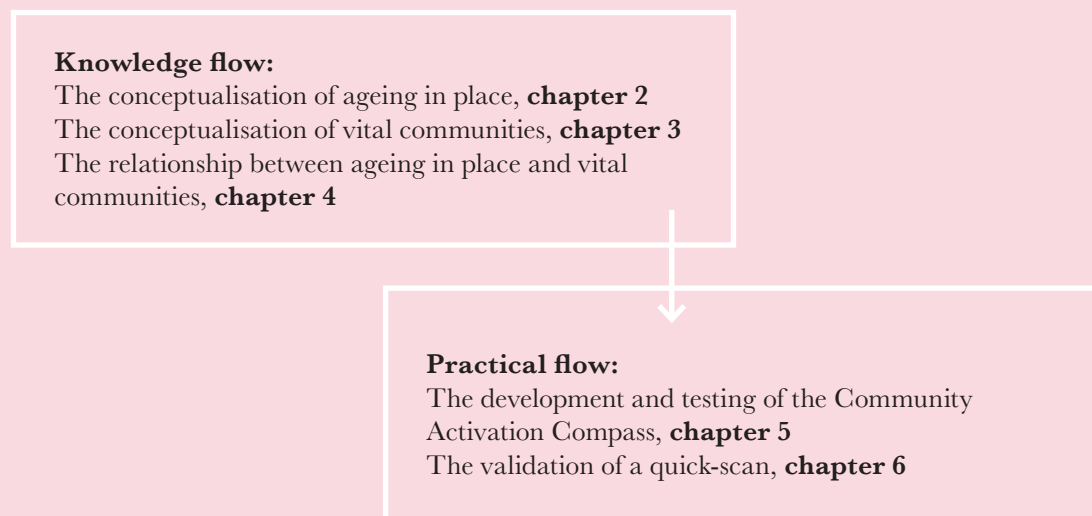 Knowledge flow:
The conceptualisation of ageing in place, chapter 2
The conceptualisation of vital communities, chapter 3
The relationship between ageing in place and vital
communities, chapter 4
Practical flow:
The development and testing of the Community
Activation Compass, chapter 5
The validation of a quick-scan, chapter 6